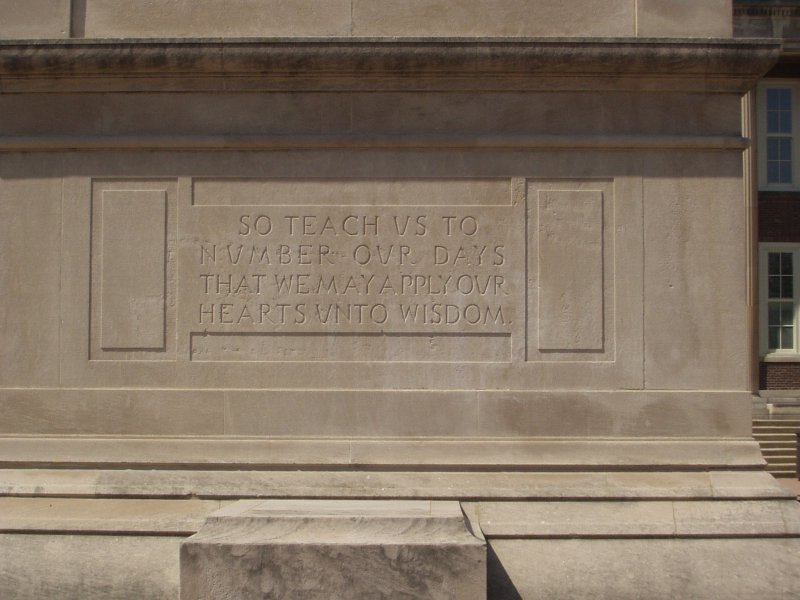 SO TEACH VS TO
NVMBER OVR DAYS
THAT WE MAY APPLY OVR
HEARTS VNTO WISDOM.